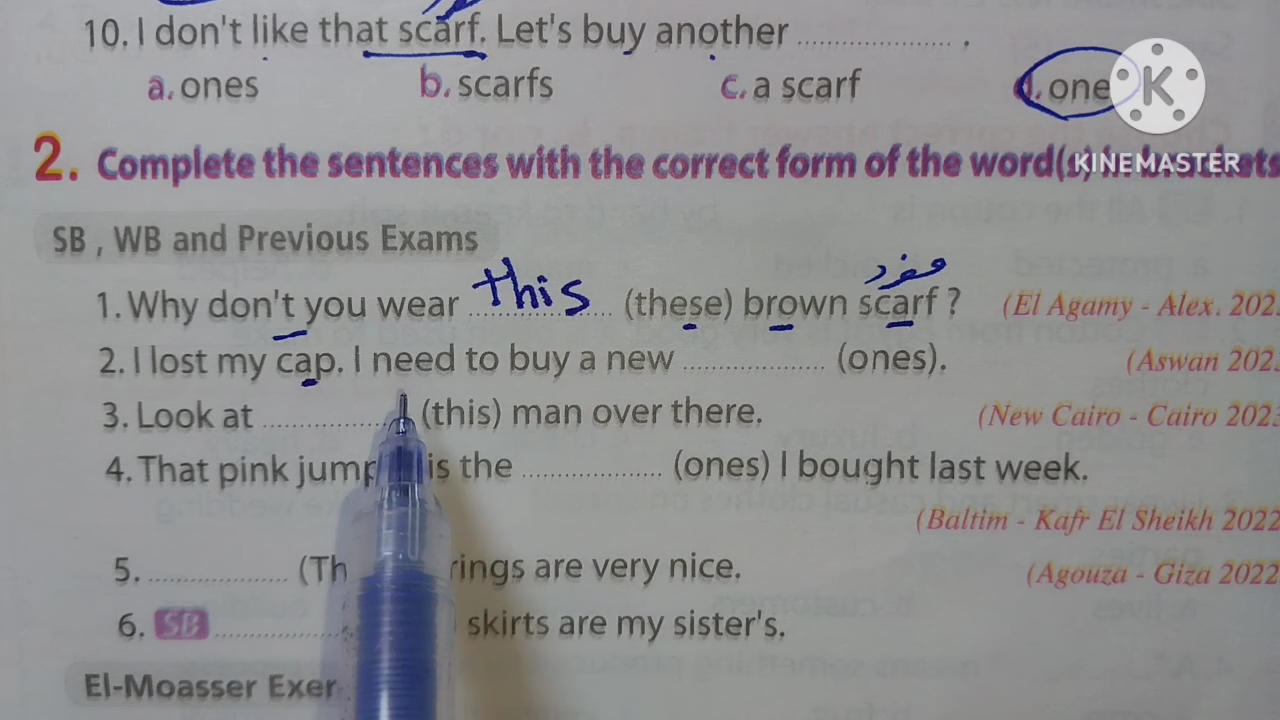 10. I don't like that scarf. Let's buy another .................... .
a. ones b. scarfs c. a scarf d. one
K
KINEMASTER
2. Complete the sentences with the correct form of the word(s)
SB , WB and Previous Exams
مفرد
1. Why don't you wear this (these) brown scarf ? (El Agamy - Alex. 202
2. I lost my cap. I need to buy a new .................... (ones). (Aswan 202
3. Look at .................... (this) man over there. (New Cairo - Cairo 202
4. That pink is the .................... (ones) I bought last week.
(Baltim - Kafr El Sheikh 2022
5. .................... are very nice. (Agouza - Giza 2022
6. SB .................... skirts are my sister's.
El-Moasser